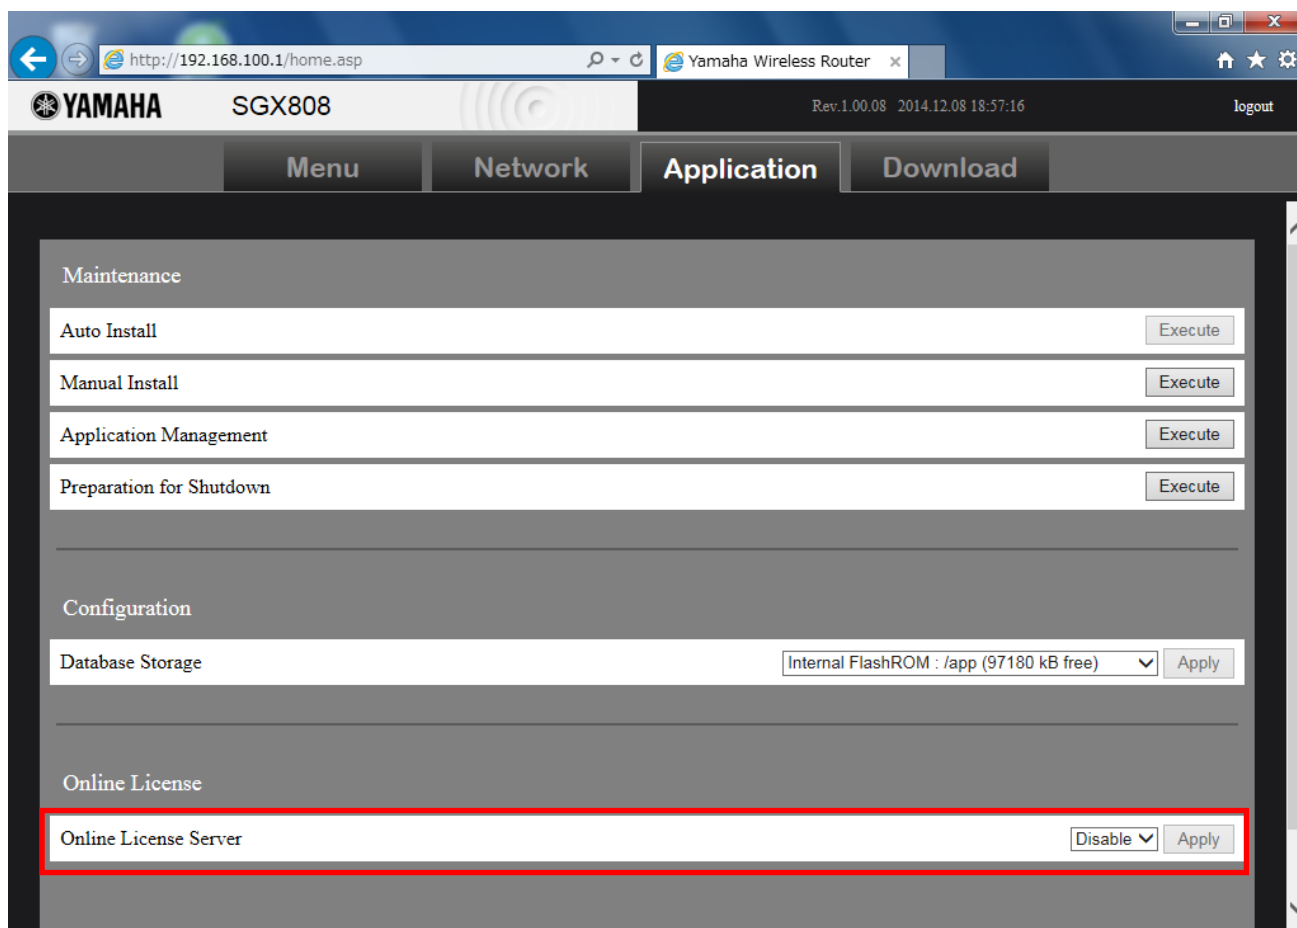 http://192.168.100.1/home.asp
Yamaha Wireless Router
YAMAHA SGX808 Rev.1.00.08 2014.12.08 18:57:16 logout
Menu Network Application Download
Maintenance
Auto Install Execute
Manual Install Execute
Application Management Execute
Preparation for Shutdown Execute
Configuration
Database Storage Internal FlashROM : /app (97180 kB free) Apply
Online License
Online License Server Disable Apply